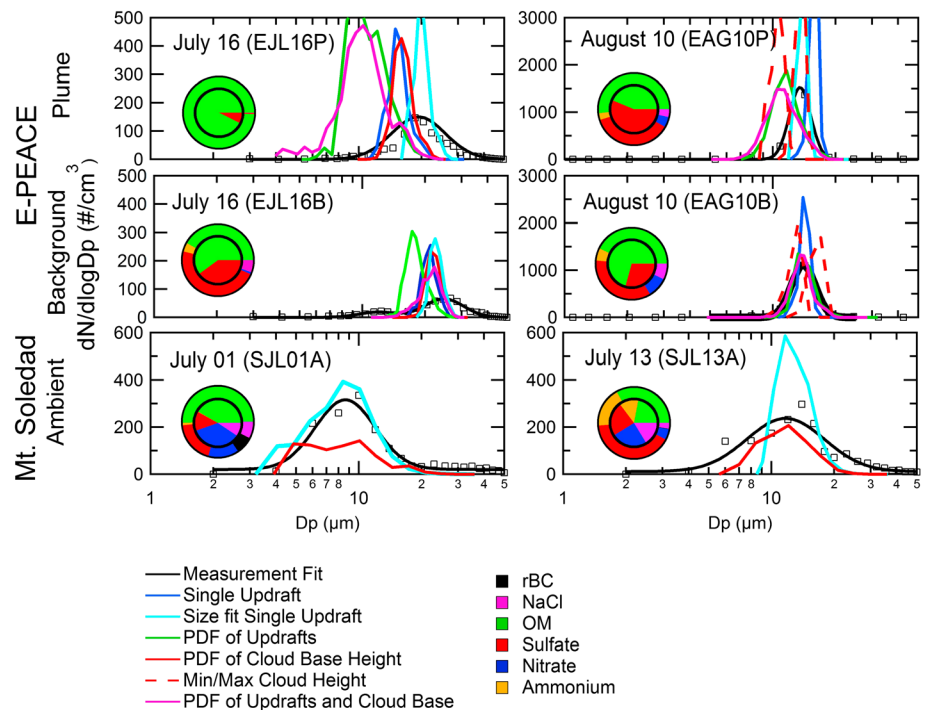 E-PEACE
Plume
Background
Mt. Soledad
Ambient
dN/dlogDp (#/cm³)
July 16 (EJL16P)
500
400
300
200
100
0
August 10 (EAG10P)
3000
2000
1000
0
July 16 (EJL16B)
500
400
300
200
100
0
August 10 (EAG10B)
3000
2000
1000
0
July 01 (SJL01A)
600
400
200
0
1
2
3
4
5
6
7
8
10
2
3
4
5
Dp (µm)
July 13 (SJL13A)
600
400
200
0
1
2
3
4
5
6
7
8
10
2
3
4
5
Dp (µm)
Measurement Fit
Single Updraft
Size fit Single Updraft
PDF of Updrafts
PDF of Cloud Base Height
Min/Max Cloud Height
PDF of Updrafts and Cloud Base
rBC
NaCl
OM
Sulfate
Nitrate
Ammonium